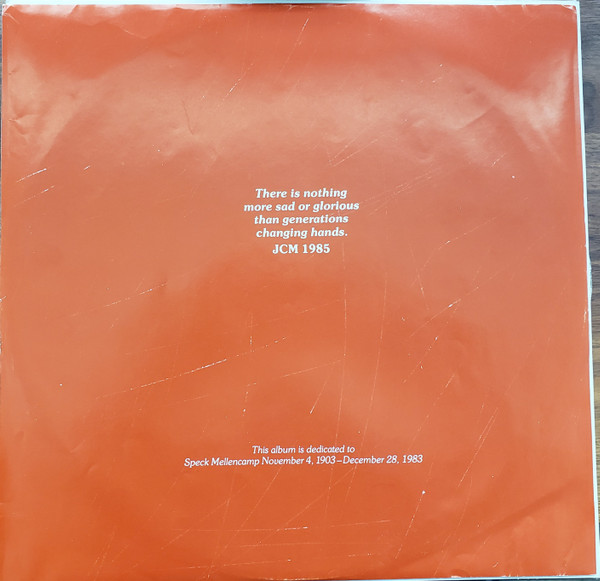 There is nothing
more sad or glorious
than generations
changing hands.
JCM 1985
This album is dedicated to
Speck Mellencamp November 4, 1903–December 28, 1983